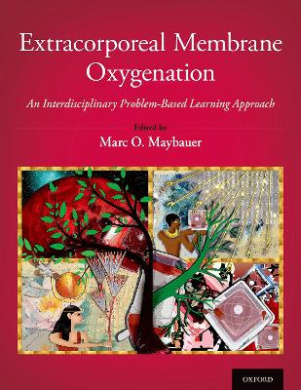 Extracorporeal Membrane
Oxygenation
An Interdisciplinary Problem-Based Learning Approach
Edited by
Marc O. Maybauer
OXFORD